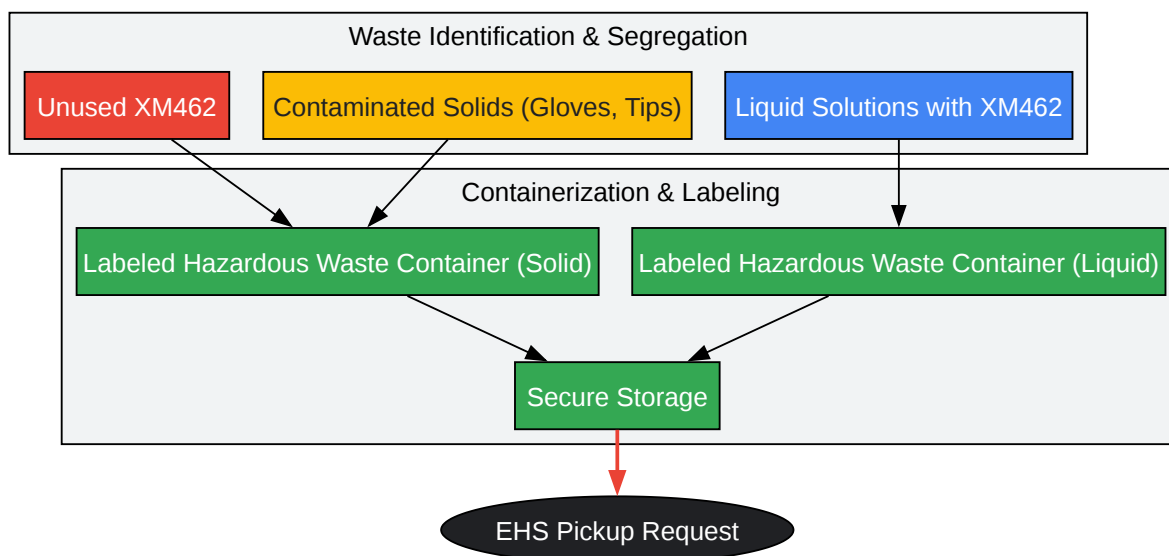 Waste Identification & Segregation
Unused XM462
Contaminated Solids (Gloves, Tips)
Liquid Solutions with XM462
Containerization & Labeling
Labeled Hazardous Waste Container (Solid)
Labeled Hazardous Waste Container (Liquid)
Secure Storage
EHS Pickup Request